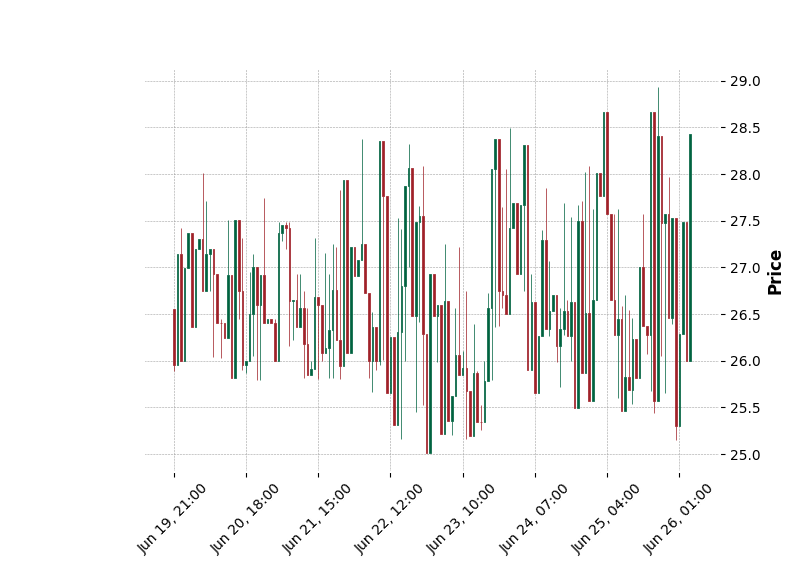 29.0
28.5
28.0
27.5
27.0
26.5
26.0
25.5
25.0
Price
Jun 19, 21:00
Jun 20, 18:00
Jun 21, 15:00
Jun 22, 12:00
Jun 23, 10:00
Jun 24, 07:00
Jun 25, 04:00
Jun 26, 01:00